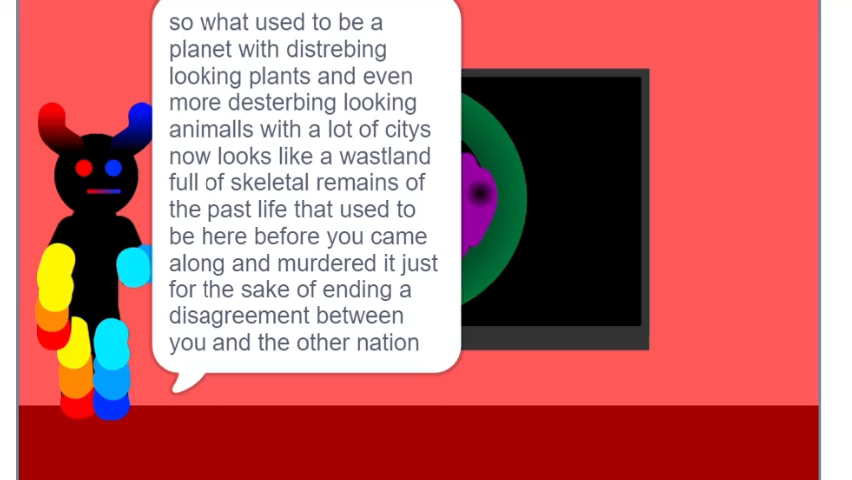 so what used to be a
planet with distrebing
looking plants and even
more desterbing looking
animalls with a lot of citys
now looks like a wastland
full of skeletal remains of
the past life that used to
be here before you came
along and murdered it just
for the sake of ending a
disagreement between
you and the other nation